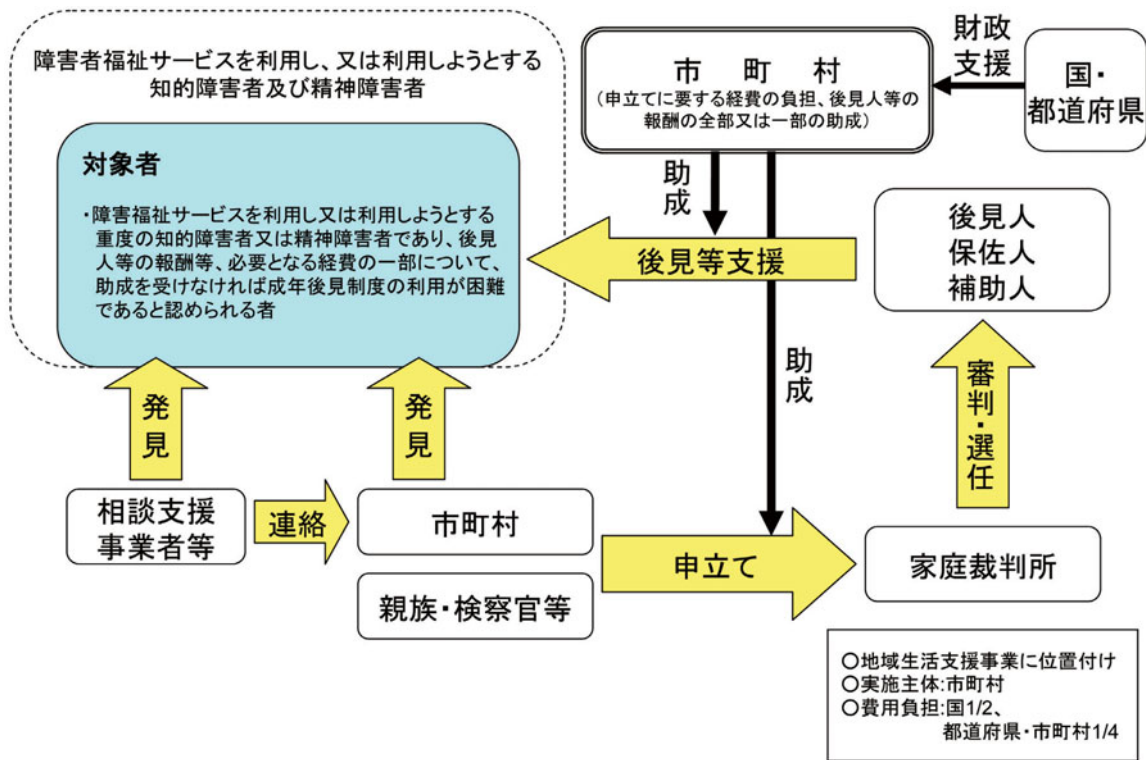 障害者福祉サービスを利用し、又は利用しようとする
知的障害者及び精神障害者
対象者
・障害福祉サービスを利用し又は利用しようとする
重度の知的障害者又は精神障害者であり、後見
人等の報酬等、必要となる経費の一部について、
助成を受けなければ成年後見制度の利用が困難
であると認められる者
市　町　村
（申立てに要する経費の負担、後見人等の
報酬の全部又は一部の助成）
財政
支援
国・
都道府県
助成
後見等支援
後見人
保佐人
補助人
助成
審判・選任
発見
発見
相談支援
事業者等
連絡
市町村
親族・検察官等
申立て
家庭裁判所
○地域生活支援事業に位置付け
○実施主体:市町村
○費用負担:国1/2、
都道府県・市町村1/4